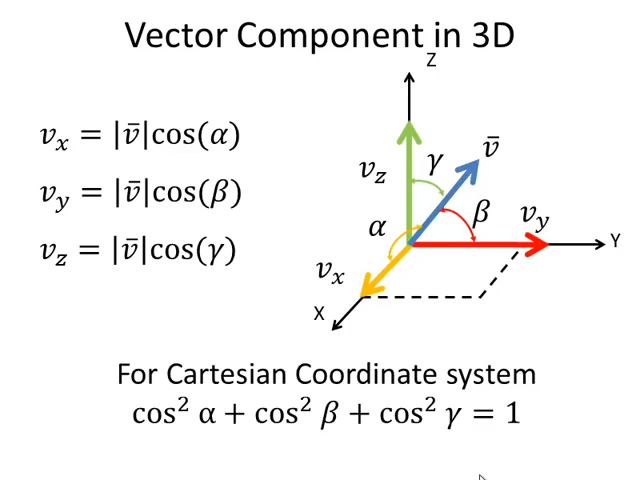 Vector Component in 3D
Z
v_x = |v̄|cos(α)
v_y = |v̄|cos(β)
v_z = |v̄|cos(γ)
v_z
γ
v̄
α
β
v_y
Y
v_x
X
For Cartesian Coordinate system
cos² α + cos² β + cos² γ = 1